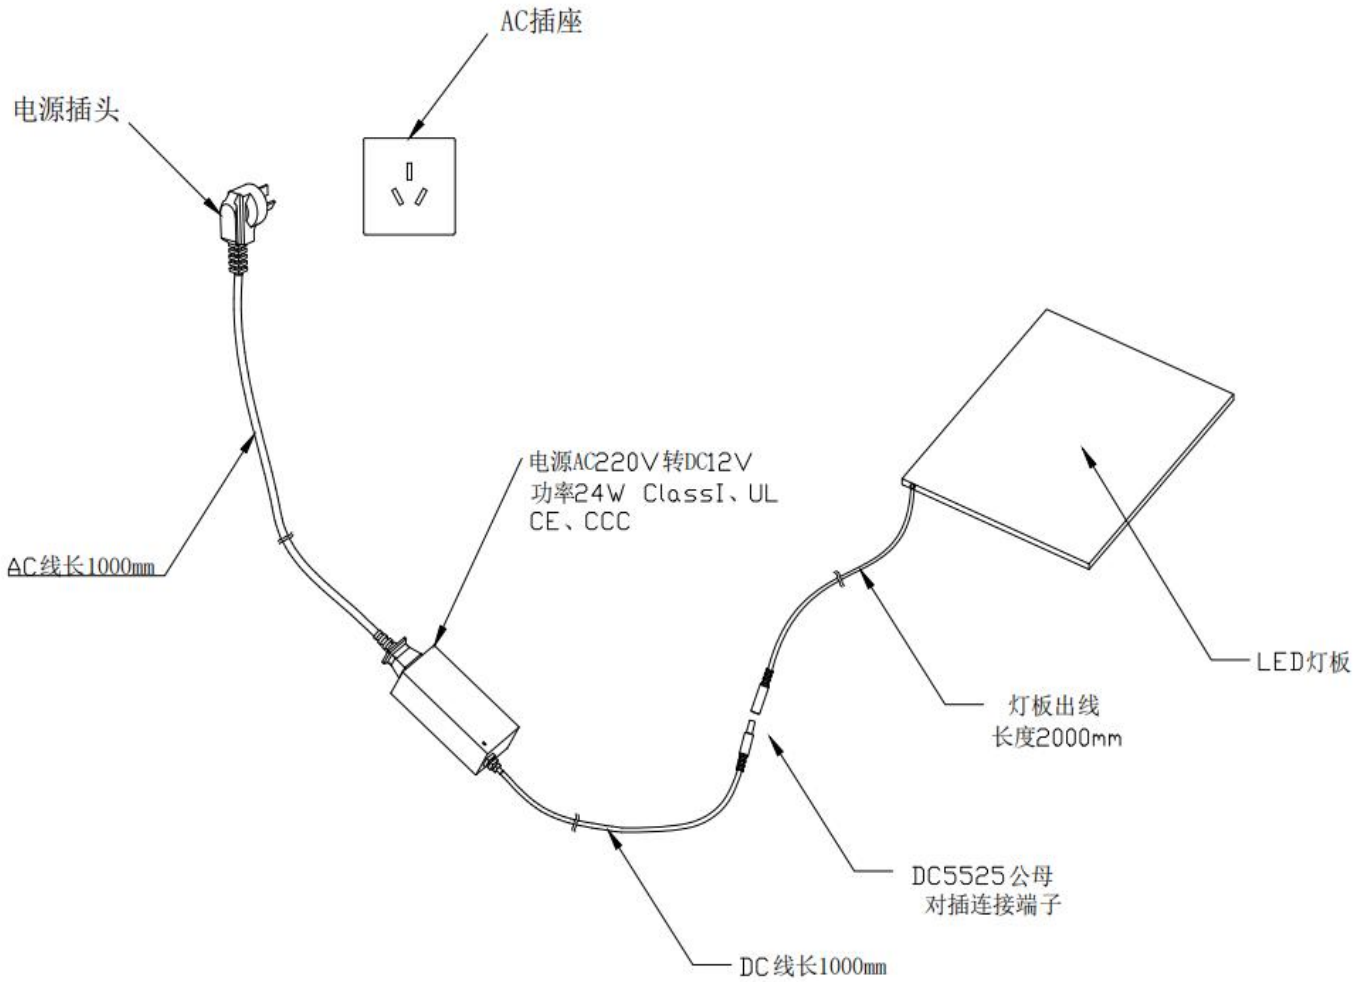 AC插座
电源插头
电源AC220V转DC12V
功率24W ClassI、UL
CE、CCC
AC线长1000mm
LED灯板
灯板出线
长度2000mm
DC5525公母
对插连接端子
DC线长1000mm